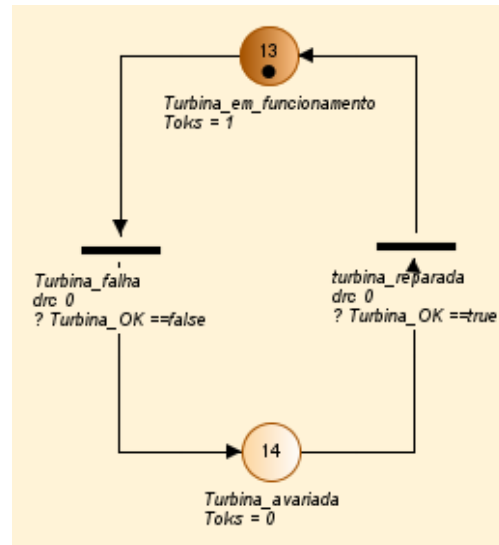 13
Turbina_em_funcionamento
Toks = 1
Turbina_falha
drc 0
? Turbina_OK ==false
turbina_reparada
drc 0
? Turbina_OK ==true
14
Turbina_avariada
Toks = 0